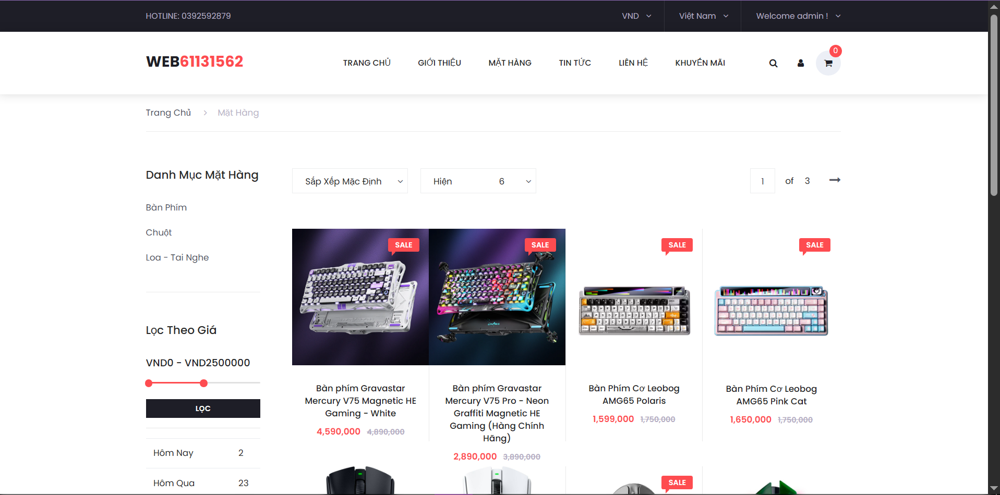 HOTLINE: 0392592879
VND
Việt Nam
Welcome admin !
WEB61131562
TRANG CHỦ
GIỚI THIỆU
MẶT HÀNG
TIN TỨC
LIÊN HỆ
KHUYẾN MÃI
0
Trang Chủ > Mặt Hàng
Danh Mục Mặt Hàng
Bàn Phím
Chuột
Loa - Tai Nghe
Lọc Theo Giá
VND0 - VND2500000
LỌC
Hôm Nay 2
Hôm Qua 23
Sắp Xếp Mặc Định
Hiện 6
1 of 3
SALE
Bàn phím Gravastar
Mercury V75 Magnetic HE
Gaming - White
4,590,000 4,890,000
SALE
Bàn phím Gravastar
Mercury V75 Pro - Neon
Graffiti Magnetic HE
Gaming (Hàng Chính
Hãng)
2,890,000 3,890,000
SALE
Bàn Phím Cơ Leobog
AMG65 Polaris
1,599,000 1,750,000
SALE
Bàn Phím Cơ Leobog
AMG65 Pink Cat
1,650,000 1,750,000
SALE